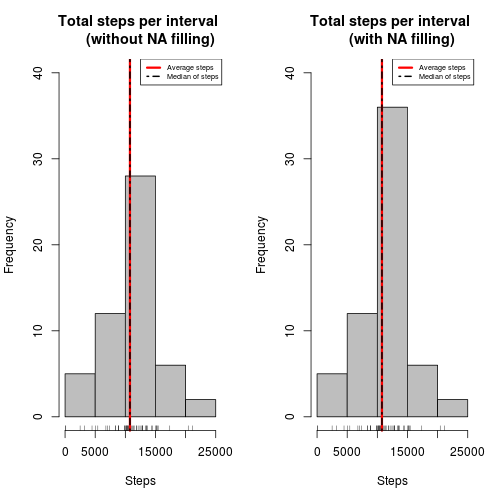 Total steps per interval
(without NA filling)
Average steps
Median of steps
40
30
20
10
0
Frequency
0 5000 15000 25000
Steps
Total steps per interval
(with NA filling)
Average steps
Median of steps
40
30
20
10
0
Frequency
0 5000 15000 25000
Steps